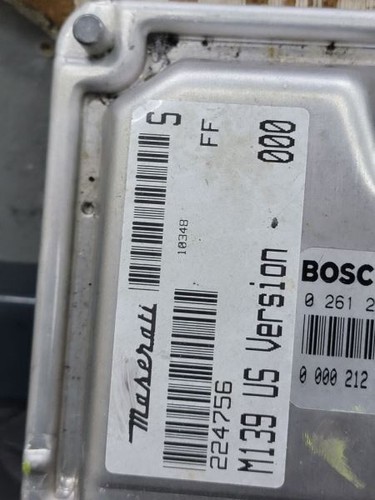 Maserati
S
10348
FF
224756
M139 US Version 000
BOSC
0 261 2
0 000 212